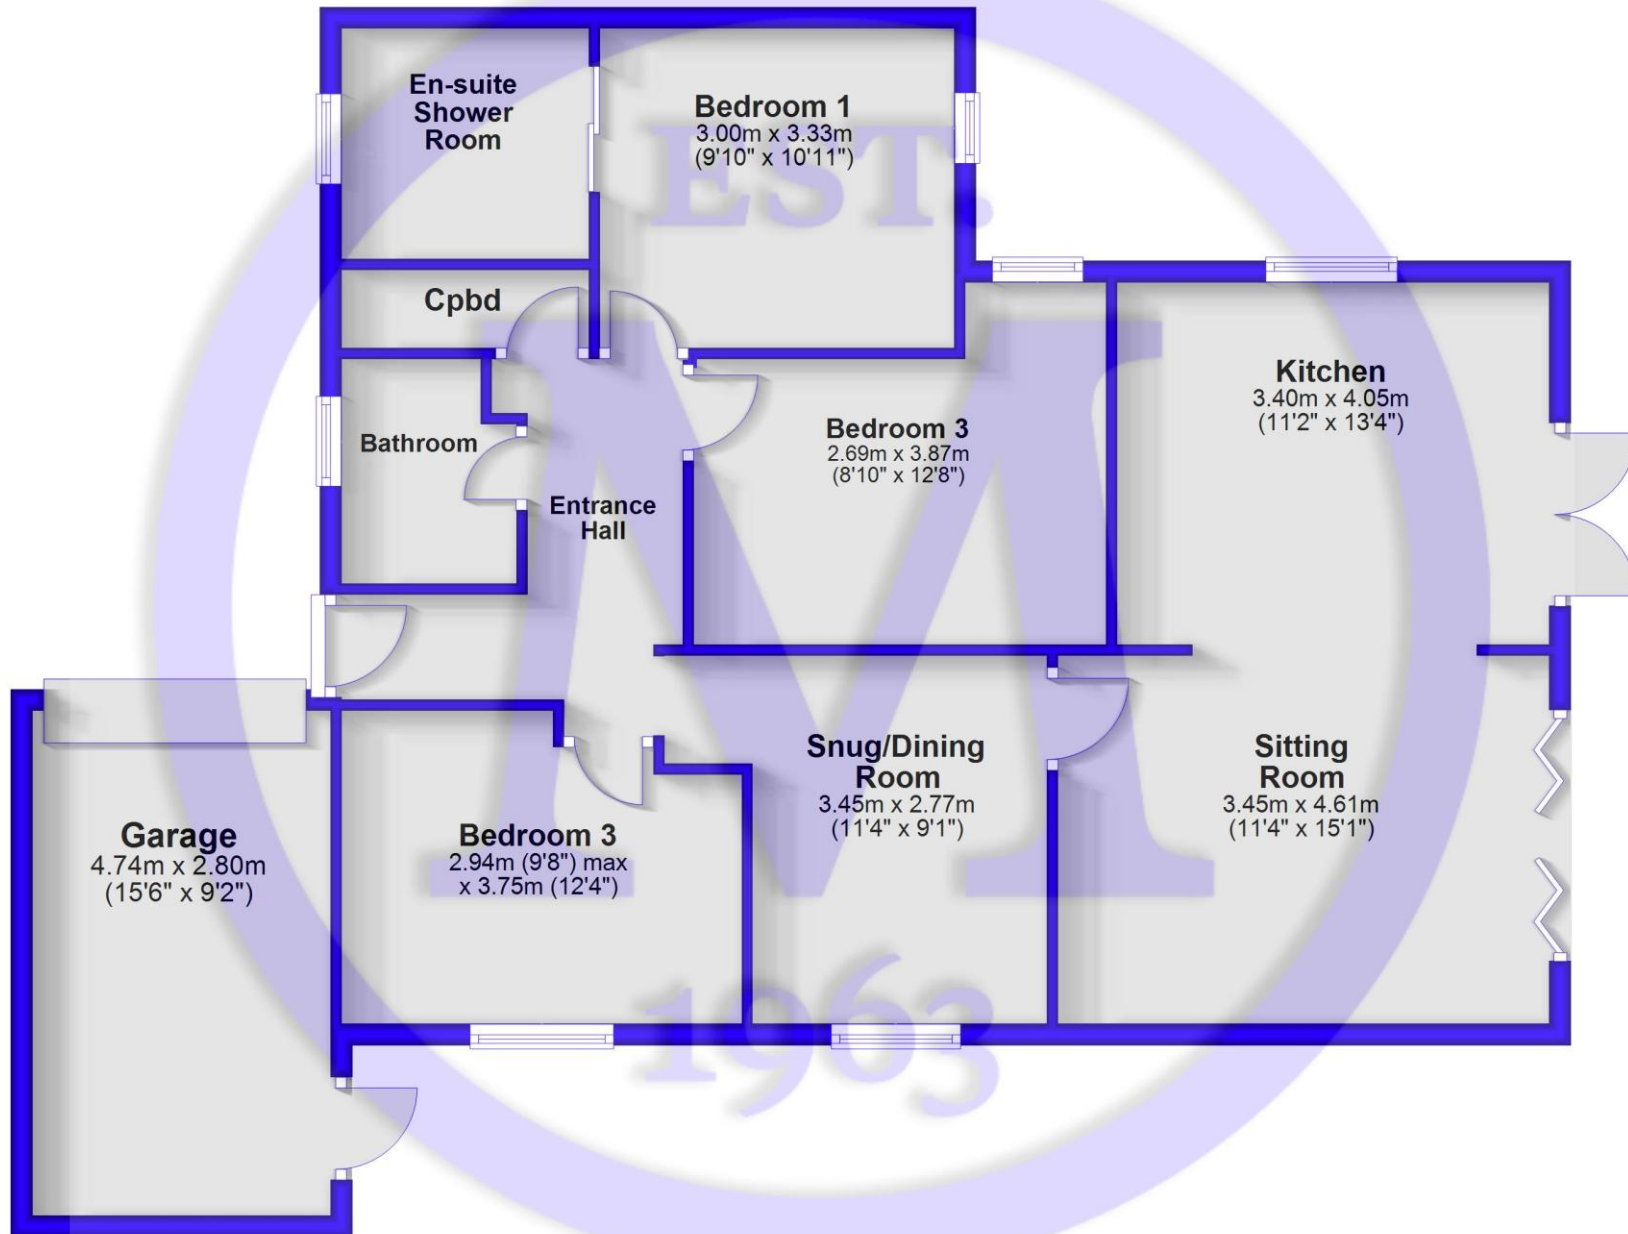 En-suite
Shower
Room
Bedroom 1
3.00m x 3.33m
(9'10" x 10'11")
EST.
Cpbd
Kitchen
3.40m x 4.05m
(11'2" x 13'4")
Bathroom
Bedroom 3
2.69m x 3.87m
(8'10" x 12'8")
Entrance
Hall
M
Snug/Dining
Room
3.45m x 2.77m
(11'4" x 9'1")
Sitting
Room
3.45m x 4.61m
(11'4" x 15'1")
Garage
4.74m x 2.80m
(15'6" x 9'2")
Bedroom 3
2.94m (9'8") max
x 3.75m (12'4")
1963